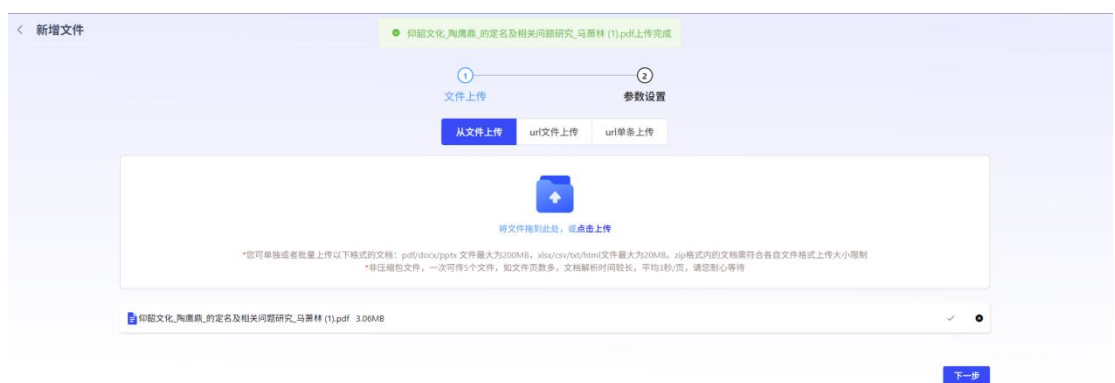 新增文件
仰韶文化_陶鹰鼎_的定名及相关问题研究_马萧林 (1).pdf上传完成
1
2
文件上传
参数设置
从文件上传
url文件上传
url单条上传
将文件拖到此处，或点击上传
*您可单独或者批量上传以下格式的文档：pdf/docx/pptx 文件最大为200MB，xlsx/csv/txt/html文件最大为20MB。zip格式内的文档需符合各自文件格式上传大小限制
*非压缩包文件，一次可传5个文件，如文件页数多，文档解析时间较长，平均3秒/页，请您耐心等待
仰韶文化_陶鹰鼎_的定名及相关问题研究_马萧林 (1).pdf 3.06MB
下一步